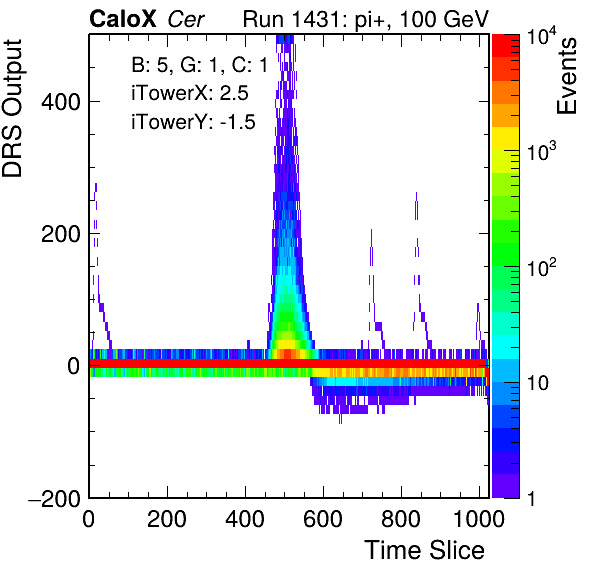 CaloX Cer Run 1431: pi+, 100 GeV
DRS Output
B: 5, G: 1, C: 1
iTowerX: 2.5
iTowerY: -1.5
400
200
0
−200
0 200 400 600 800 1000
Time Slice
Events
10^4
10^3
10^2
10
1